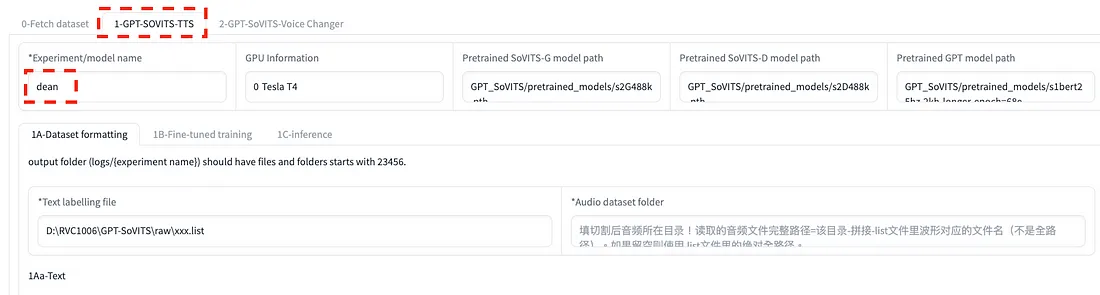 0-Fetch dataset 1-GPT-SOVITS-TTS 2-GPT-SoVITS-Voice Changer
*Experiment/model name GPU Information Pretrained SoVITS-G model path Pretrained SoVITS-D model path Pretrained GPT model path
dean 0 Tesla T4 GPT_SoVITS/pretrained_models/s2G488k GPT_SoVITS/pretrained_models/s2D488k GPT_SoVITS/pretrained_models/s1bert2
.pth .pth 5hz-2kh-longer-epoch=68e
1A-Dataset formatting 1B-Fine-tuned training 1C-inference
output folder (logs/{experiment name}) should have files and folders starts with 23456.
*Text labelling file *Audio dataset folder
D:\RVC1006\GPT-SoVITS\raw\xxx.list 填切割后音频所在目录！读取的音频文件完整路径=该目录-拼接-list文件里波形对应的文件名（不是全路
径）。如果留空则使用.list文件里的绝对全路径。
1Aa-Text